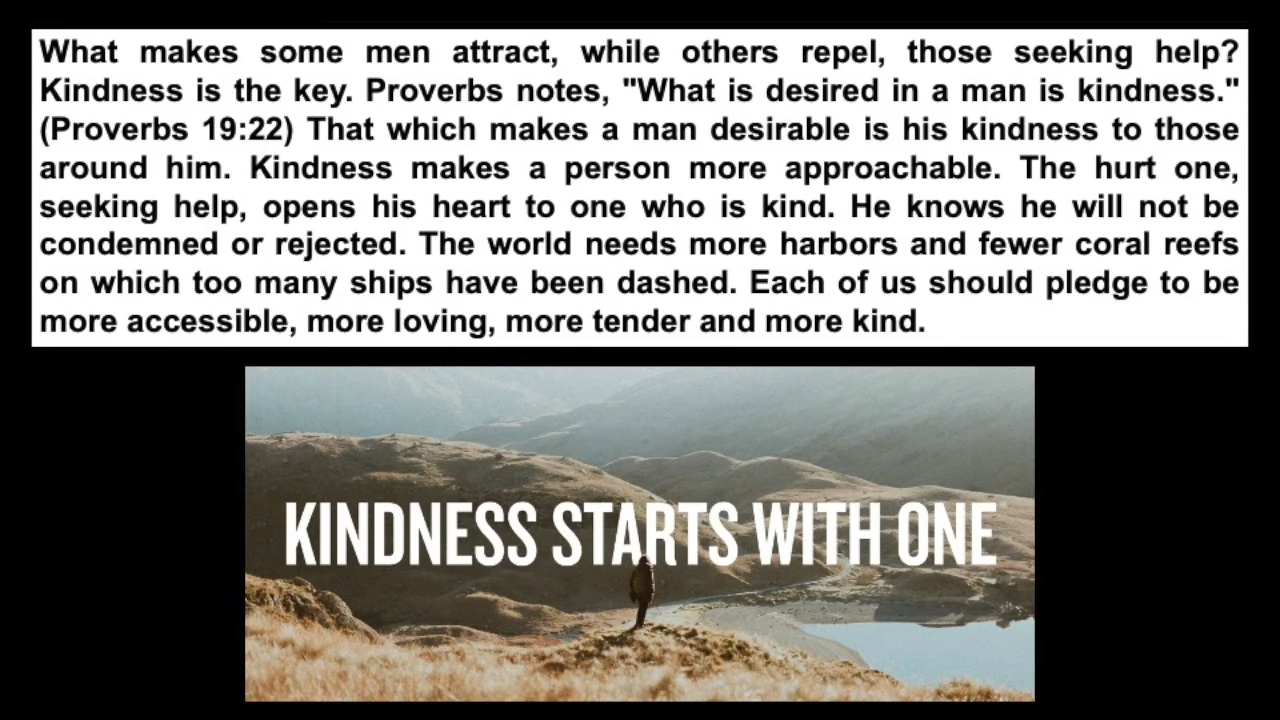 What makes some men attract, while others repel, those seeking help?
Kindness is the key. Proverbs notes, "What is desired in a man is kindness."
(Proverbs 19:22) That which makes a man desirable is his kindness to those
around him. Kindness makes a person more approachable. The hurt one,
seeking help, opens his heart to one who is kind. He knows he will not be
condemned or rejected. The world needs more harbors and fewer coral reefs
on which too many ships have been dashed. Each of us should pledge to be
more accessible, more loving, more tender and more kind.
KINDNESS STARTS WITH ONE